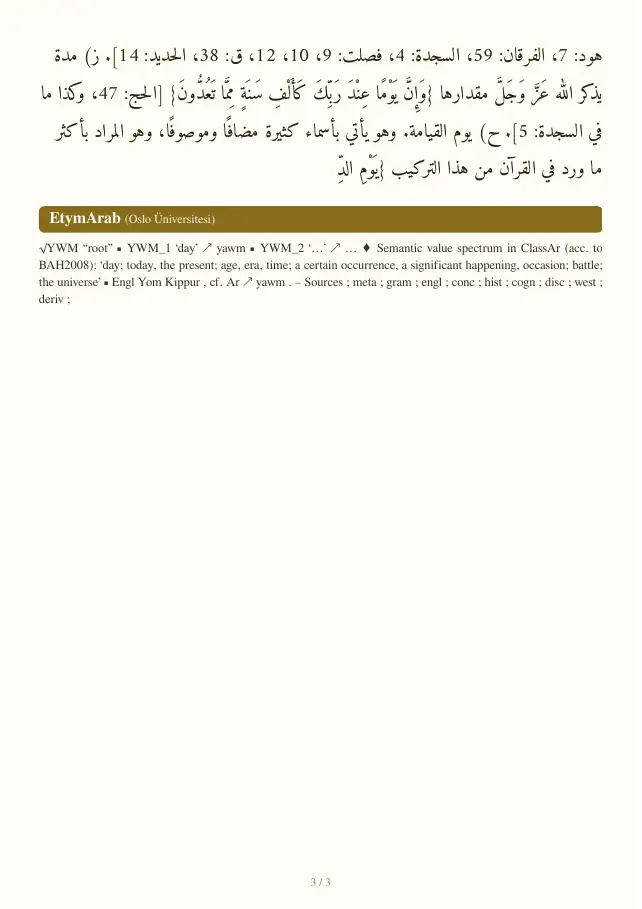 هود: 7، الفرقان: 59، السجدة: 4، فصلت: 9، 10، 12، ق: 38، الحديد: 14]. ز) مدة
يذكر الله عَزَّ وَجَلَّ مقدارها {وَإِنَّ يَوْمًا عِنْدَ رَبِّكَ كَأَلْفِ سَنَةٍ مِمَّا تَعُدُّونَ} [الحج: 47، وكذا ما
في السجدة: 5]. ح) يوم القيامة. وهو يأتي بأسماء كثيرة مضافًا وموصوفًا، وهو المراد بأكثر
ما ورد في القرآن من هذا التركيب {يَوْمِ الدِّ
EtymArab (Oslo Üniversitesi)
√YWM “root” ▪ YWM_1 ‘day’ ↗ yawm ▪ YWM_2 ‘…’ ↗ … ♦ Semantic value spectrum in ClassAr (acc. to
BAH2008): ‘day; today, the present; age, era, time; a certain occurrence, a significant happening, occasion; battle;
the universe’ ▪ Engl Yom Kippur , cf. Ar ↗ yawm . – Sources ; meta ; gram ; engl ; conc ; hist ; cogn ; disc ; west ;
deriv ;
3 / 3